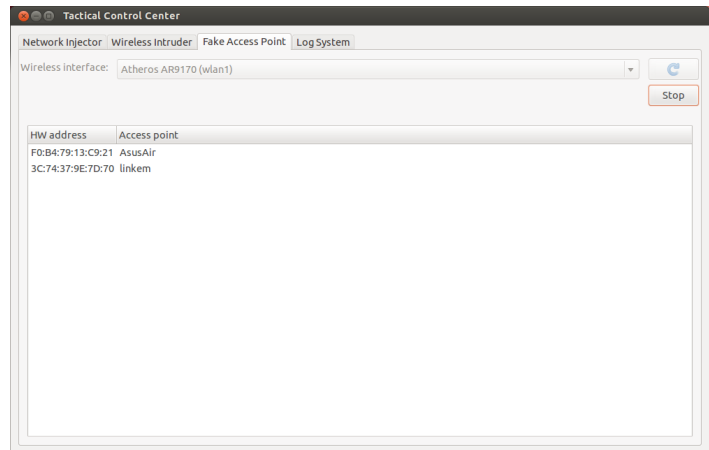 Tactical Control Center
Network Injector Wireless Intruder Fake Access Point Log System
Wireless interface: Atheros AR9170 (wlan1)
Stop
HW address Access point
F0:B4:79:13:C9:21 AsusAir
3C:74:37:9E:7D:70 linkem